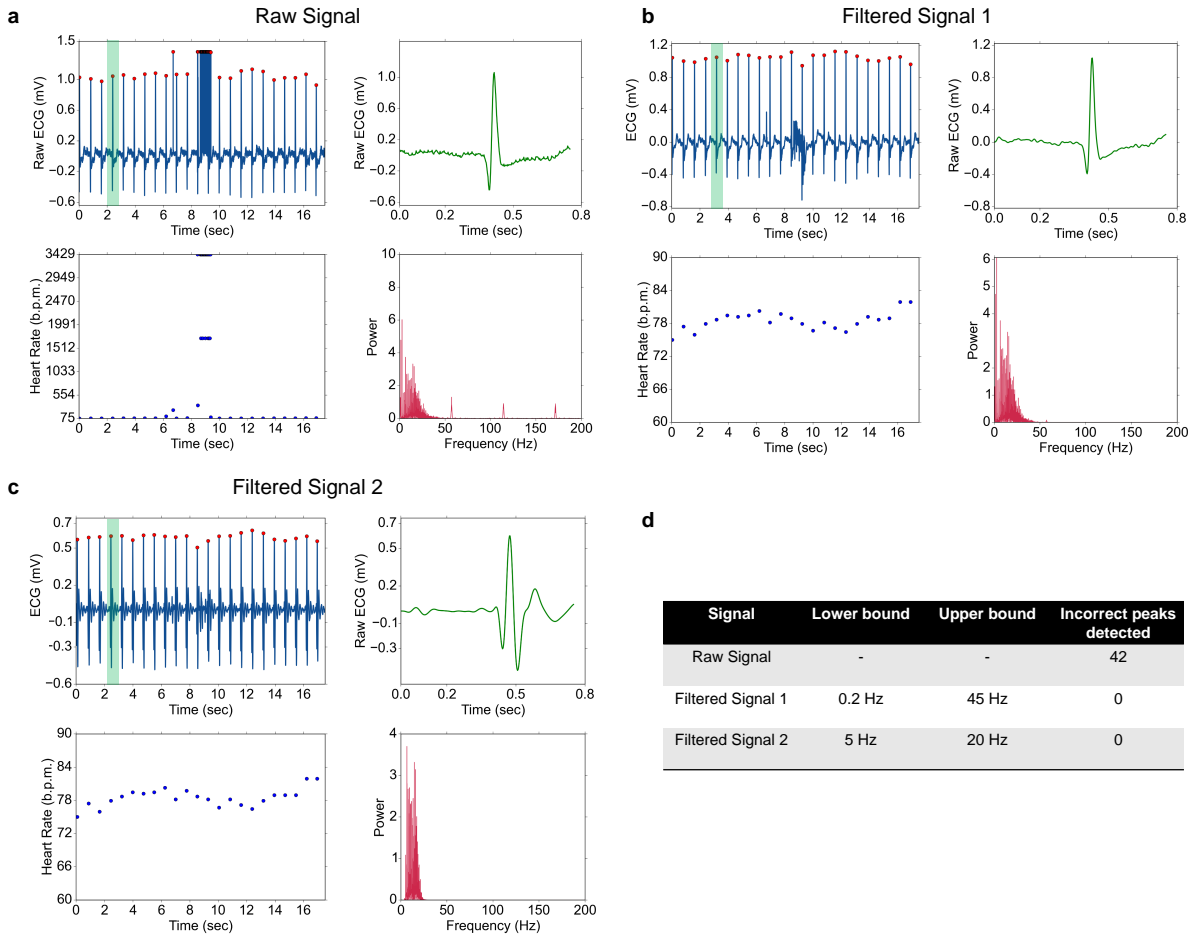 a
Raw Signal
1.5
1.0
0.6
0.2
−0.2
−0.6
Raw ECG (mV)
0 2 4 6 8 10 12 14 16
Time (sec)
1.0
0.6
0.2
−0.2
−0.6
Raw ECG (mV)
0.0 0.2 0.5 0.8
Time (sec)
3429
2949
2470
1991
1512
1033
554
75
Heart Rate (b.p.m.)
0 2 4 6 8 10 12 14 16
Time (sec)
10
8
6
4
2
0
Power
0 50 100 150 200
Frequency (Hz)
b
Filtered Signal 1
1.2
0.8
0.4
0.0
−0.4
−0.8
ECG (mV)
0 2 4 6 8 10 12 14 16
Time (sec)
1.2
0.8
0.4
0.0
−0.4
−0.8
Raw ECG (mV)
0.0 0.2 0.5 0.8
Time (sec)
90
84
78
72
66
60
Heart Rate (b.p.m.)
0 2 4 6 8 10 12 14 16
Time (sec)
6
5
4
3
2
1
0
Power
0 50 100 150 200
Frequency (Hz)
c
Filtered Signal 2
0.7
0.5
0.2
−0.1
−0.3
−0.6
ECG (mV)
0 2 4 6 8 10 12 14 16
Time (sec)
0.7
0.5
0.2
−0.1
−0.3
Raw ECG (mV)
0.0 0.2 0.5 0.8
Time (sec)
90
84
78
72
66
60
Heart Rate (b.p.m.)
0 2 4 6 8 10 12 14 16
Time (sec)
4
3
2
1
0
Power
0 50 100 150 200
Frequency (Hz)
d
Signal Lower bound Upper bound Incorrect peaks
detected
Raw Signal - - 42
Filtered Signal 1 0.2 Hz 45 Hz 0
Filtered Signal 2 5 Hz 20 Hz 0